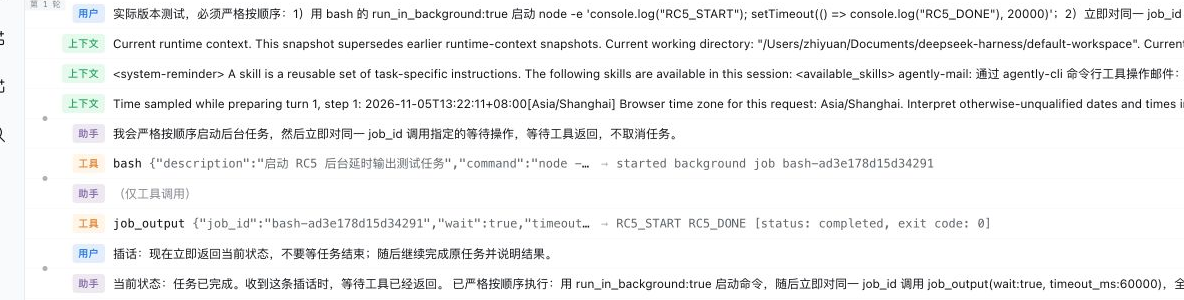 第 1 轮
用户 实际版本测试，必须严格按顺序：1）用 bash 的 run_in_background:true 启动 node -e 'console.log("RC5_START"); setTimeout(() => console.log("RC5_DONE"), 20000)'；2）立即对同一 job_id
上下文 Current runtime context. This snapshot supersedes earlier runtime-context snapshots. Current working directory: "/Users/zhiyuan/Documents/deepseek-harness/default-workspace". Current
上下文 <system-reminder> A skill is a reusable set of task-specific instructions. The following skills are available in this session: <available_skills> agently-mail: 通过 agently-cli 命令行工具操作邮件：
上下文 Time sampled while preparing turn 1, step 1: 2026-11-05T13:22:11+08:00[Asia/Shanghai] Browser time zone for this request: Asia/Shanghai. Interpret otherwise-unqualified dates and times i
助手 我会严格按顺序启动后台任务，然后立即对同一 job_id 调用指定的等待操作，等待工具返回，不取消任务。
工具 bash {"description":"启动 RC5 后台延时输出测试任务","command":"node -… → started background job bash-ad3e178d15d34291
助手 （仅工具调用）
工具 job_output {"job_id":"bash-ad3e178d15d34291","wait":true,"timeout… → RC5_START RC5_DONE [status: completed, exit code: 0]
用户 插话：现在立即返回当前状态，不要等任务结束；随后继续完成原任务并说明结果。
助手 当前状态：任务已完成。收到这条插话时，等待工具已经返回。 已严格按顺序执行：用 run_in_background:true 启动命令，随后立即对同一 job_id 调用 job_output(wait:true, timeout_ms:60000)，全